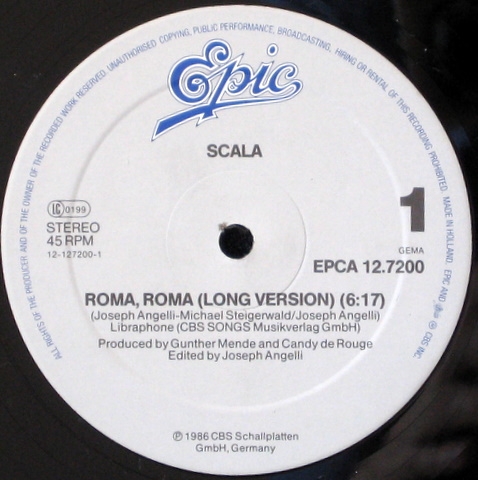 ALL RIGHTS OF THE PRODUCER AND OF THE OWNER OF THE RECORDED WORK RESERVED. UNAUTHORISED COPYING, PUBLIC PERFORMANCE, BROADCASTING, HIRING OR RENTAL OF THIS RECORDING PROHIBITED. MADE IN HOLLAND. EPIC AND Epic ® CBS INC.
Epic
SCALA
LC 0199
STEREO
45 RPM
12-127200-1
1
GEMA
EPCA 12.7200
ROMA, ROMA (LONG VERSION) (6:17)
(Joseph Angelli-Michael Steigerwald/Joseph Angelli)
Libraphone (CBS SONGS Musikverlag GmbH)
Produced by Gunther Mende and Candy de Rouge
Edited by Joseph Angelli
℗ 1986 CBS Schallplatten
GmbH, Germany